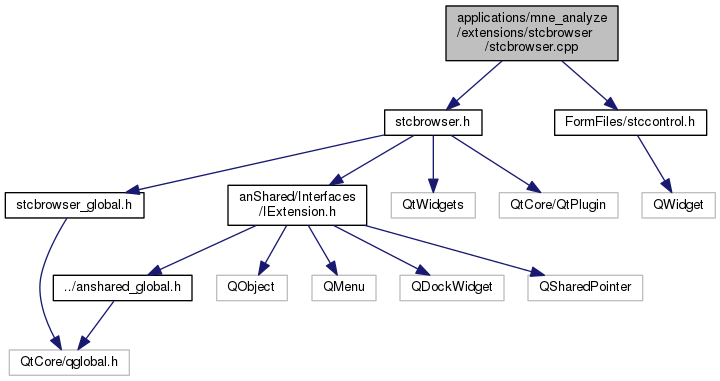 applications/mne_analyze
/extensions/stcbrowser
/stcbrowser.cpp
stcbrowser.h
FormFiles/stccontrol.h
stcbrowser_global.h
anShared/Interfaces
/IExtension.h
QtWidgets
QtCore/QtPlugin
QWidget
../anshared_global.h
QObject
QMenu
QDockWidget
QSharedPointer
QtCore/qglobal.h